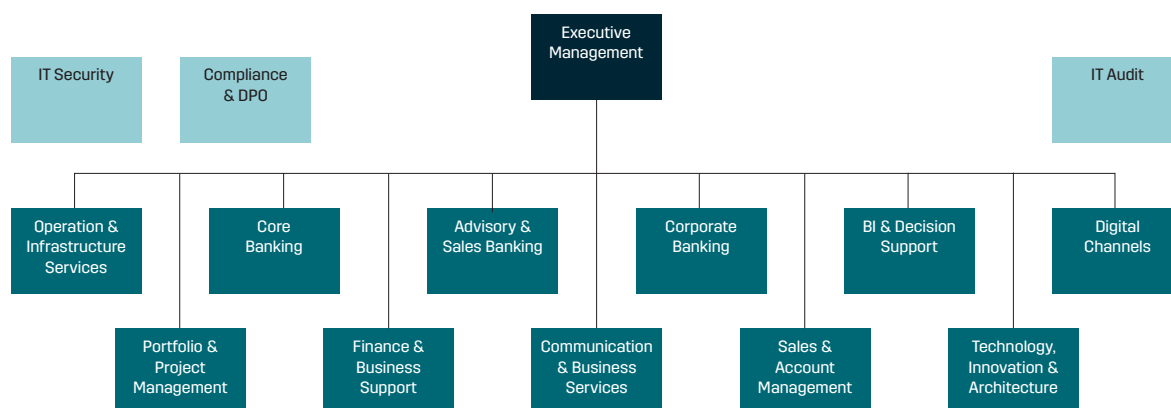 Executive
Management
IT Security
Compliance
& DPO
IT Audit
Operation &
Infrastructure
Services
Core
Banking
Advisory &
Sales Banking
Corporate
Banking
BI & Decision
Support
Digital
Channels
Portfolio &
Project
Management
Finance &
Business
Support
Communication
& Business
Services
Sales &
Account
Management
Technology,
Innovation &
Architecture